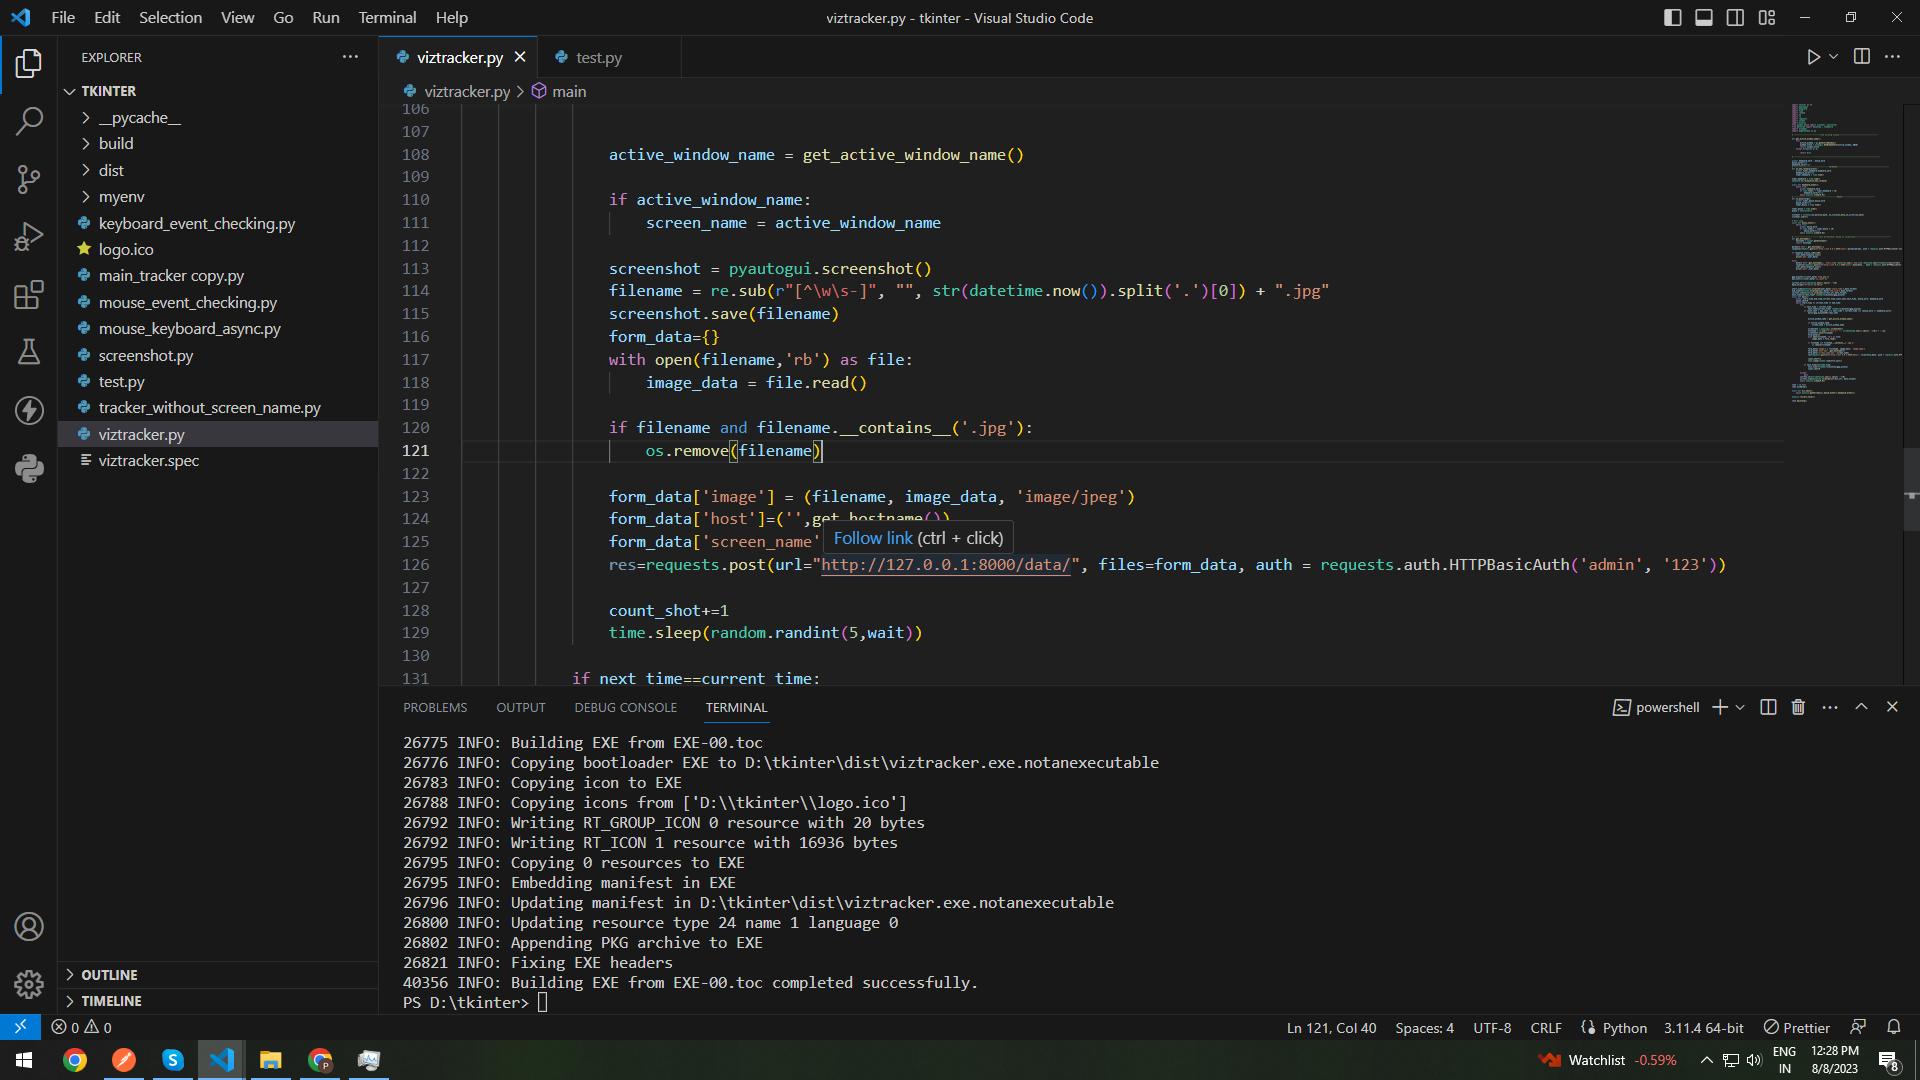 File Edit Selection View Go Run Terminal Help
viztracker.py - tkinter - Visual Studio Code
EXPLORER
TKINTER
__pycache__
build
dist
myenv
keyboard_event_checking.py
logo.ico
main_tracker copy.py
mouse_event_checking.py
mouse_keyboard_async.py
screenshot.py
test.py
tracker_without_screen_name.py
viztracker.py
viztracker.spec
OUTLINE
TIMELINE
viztracker.py
test.py
viztracker.py > main
106
107
108 active_window_name = get_active_window_name()
109
110 if active_window_name:
111 screen_name = active_window_name
112
113 screenshot = pyautogui.screenshot()
114 filename = re.sub(r"[^\w\s-]", "", str(datetime.now()).split('.')[0]) + ".jpg"
115 screenshot.save(filename)
116 form_data={}
117 with open(filename,'rb') as file:
118 image_data = file.read()
119
120 if filename and filename.__contains__('.jpg'):
121 os.remove(filename)
122
123 form_data['image'] = (filename, image_data, 'image/jpeg')
124 form_data['host']=('',get_hostname())
125 form_data['screen_name'
Follow link (ctrl + click)
126 res=requests.post(url="http://127.0.0.1:8000/data/", files=form_data, auth = requests.auth.HTTPBasicAuth('admin', '123'))
127
128 count_shot+=1
129 time.sleep(random.randint(5,wait))
130
131 if next_time==current_time:
PROBLEMS OUTPUT DEBUG CONSOLE TERMINAL
powershell
26775 INFO: Building EXE from EXE-00.toc
26776 INFO: Copying bootloader EXE to D:\tkinter\dist\viztracker.exe.notanexecutable
26783 INFO: Copying icon to EXE
26788 INFO: Copying icons from ['D:\\tkinter\\logo.ico']
26792 INFO: Writing RT_GROUP_ICON 0 resource with 20 bytes
26792 INFO: Writing RT_ICON 1 resource with 16936 bytes
26795 INFO: Copying 0 resources to EXE
26795 INFO: Embedding manifest in EXE
26796 INFO: Updating manifest in D:\tkinter\dist\viztracker.exe.notanexecutable
26800 INFO: Updating resource type 24 name 1 language 0
26802 INFO: Appending PKG archive to EXE
26821 INFO: Fixing EXE headers
40356 INFO: Building EXE from EXE-00.toc completed successfully.
PS D:\tkinter>
0 0
Ln 121, Col 40 Spaces: 4 UTF-8 CRLF Python 3.11.4 64-bit Prettier
Watchlist -0.59%
ENG
IN
12:28 PM
8/8/2023
8